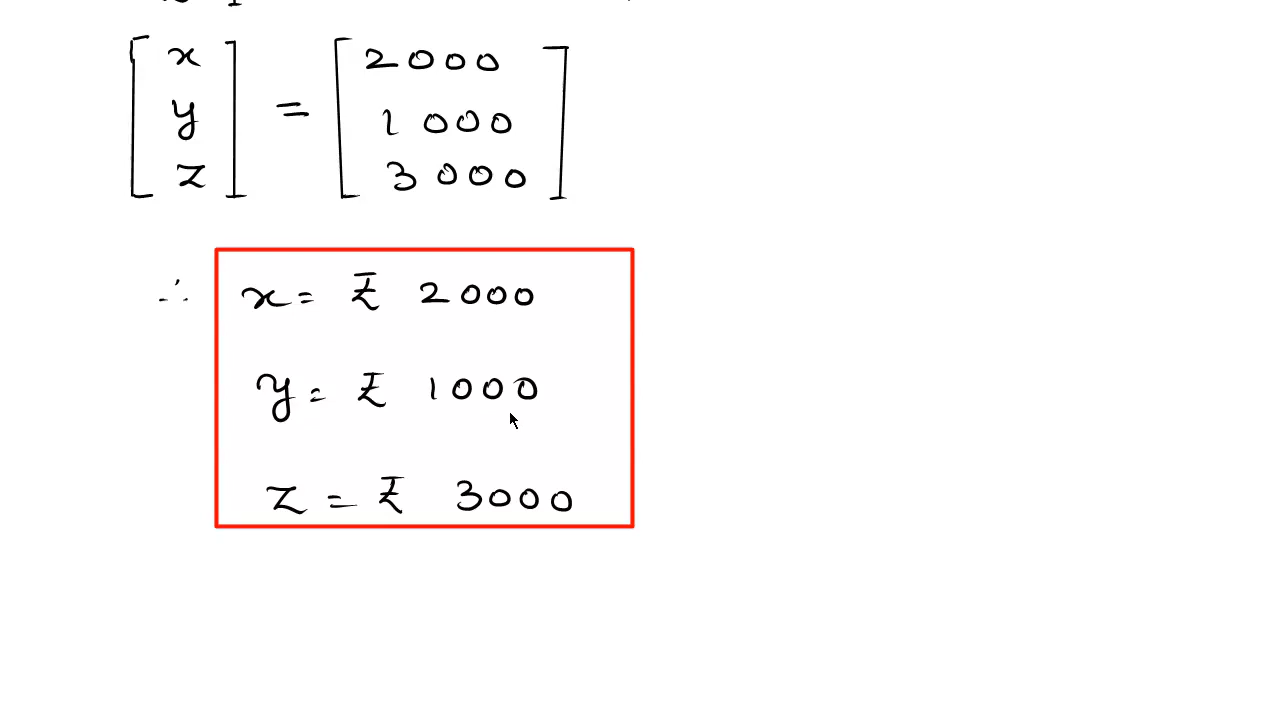 [x] = [2000]
[y] = [1000]
[z] = [3000]
∴ x = ₹ 2000
y = ₹ 1000
z = ₹ 3000